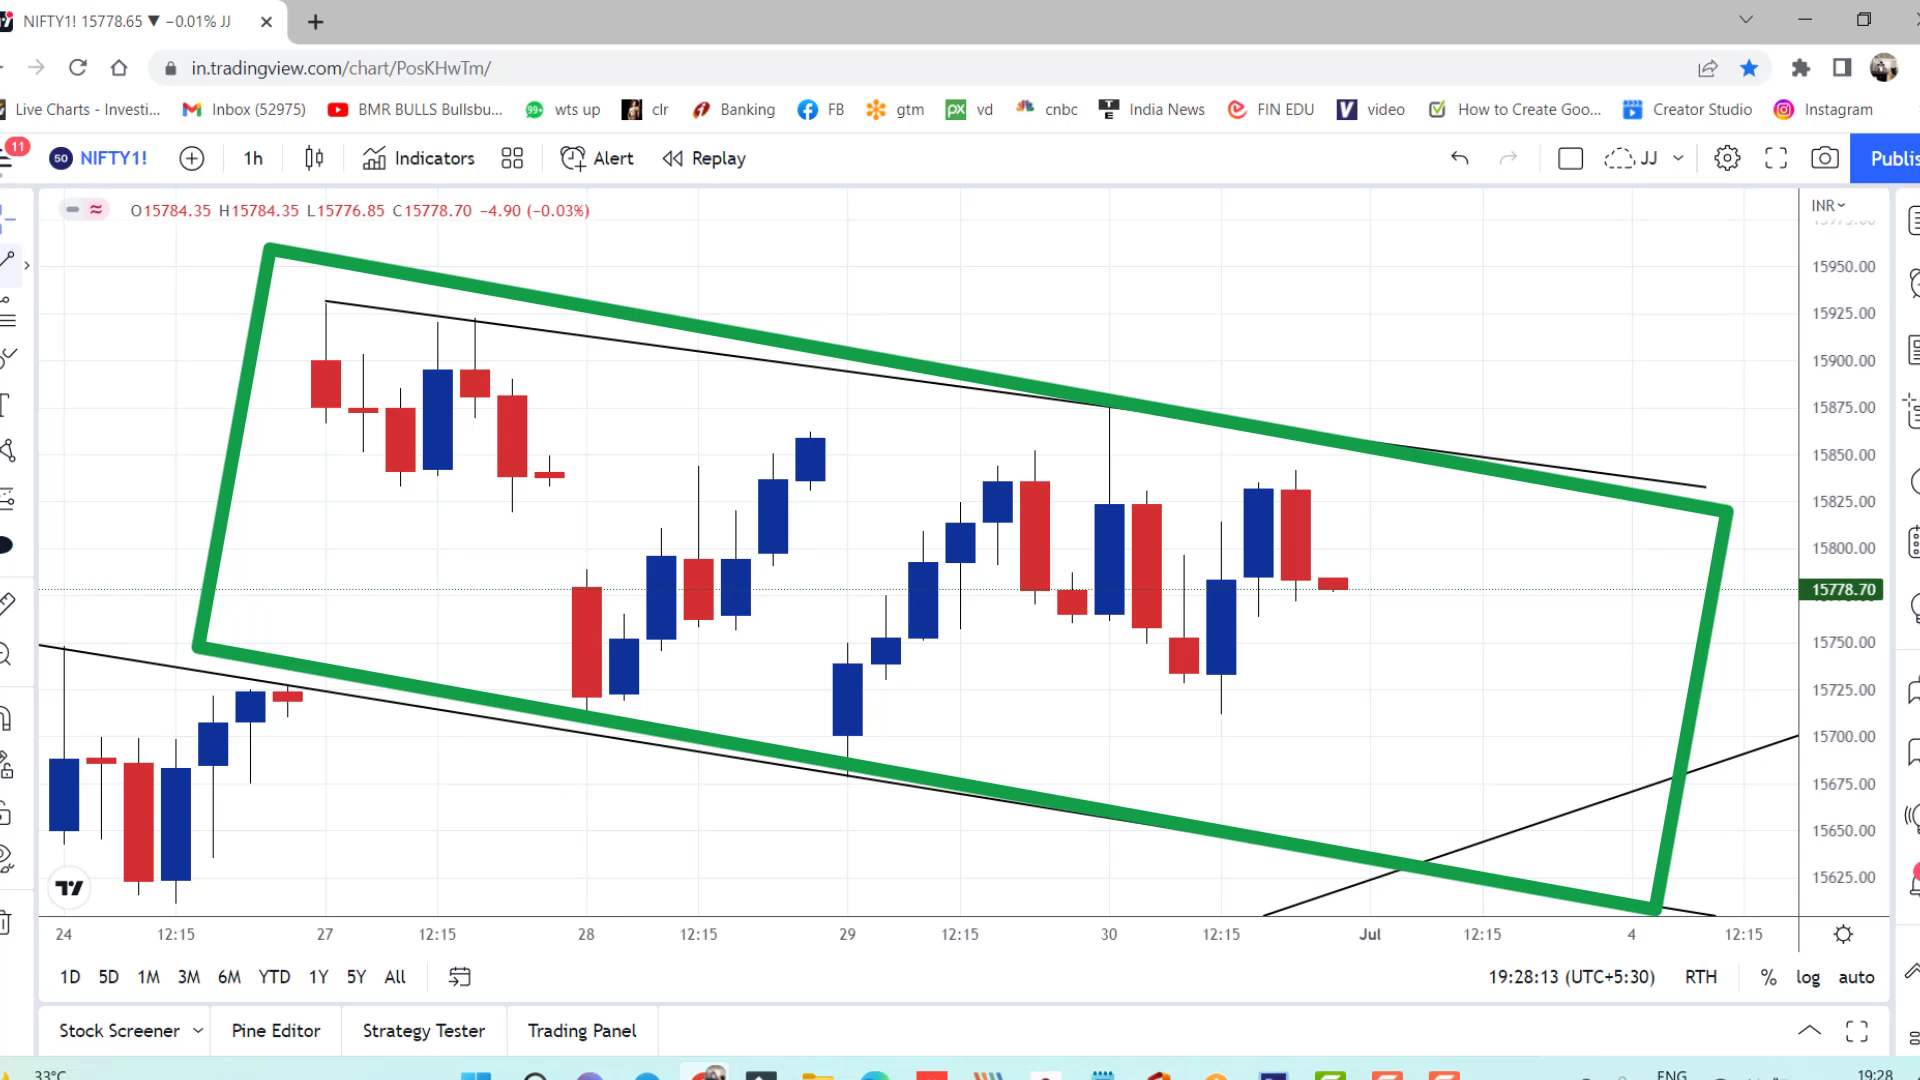 NIFTY1! 15778.65 ▼ −0.01% JJ
in.tradingview.com/chart/PosKHwTm/
Live Charts - Investi... Inbox (52975) BMR BULLS Bullsbu... 99+ wts up clr Banking FB gtm px vd cnbc TE India News FIN EDU V video How to Create Goo... Creator Studio Instagram
11 50 NIFTY1! 1h Indicators Alert Replay JJ Publis
O15784.35 H15784.35 L15776.85 C15778.70 −4.90 (−0.03%)
INR
15950.00
15925.00
15900.00
15875.00
15850.00
15825.00
15800.00
15778.70
15750.00
15725.00
15700.00
15675.00
15650.00
15625.00
24 12:15 27 12:15 28 12:15 29 12:15 30 12:15 Jul 12:15 4 12:15
1D 5D 1M 3M 6M YTD 1Y 5Y All 19:28:13 (UTC+5:30) RTH % log auto
Stock Screener Pine Editor Strategy Tester Trading Panel
33°C ENG 19:28